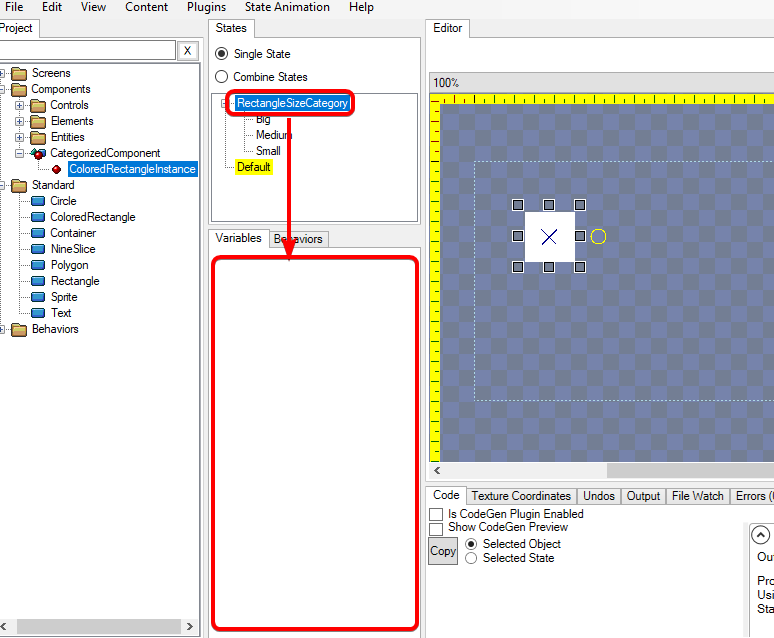 File Edit View Content Plugins State Animation Help
Project
X
Screens
Components
Controls
Elements
Entities
CategorizedComponent
ColoredRectangleInstance
Standard
Circle
ColoredRectangle
Container
NineSlice
Polygon
Rectangle
Sprite
Text
Behaviors
States
Single State
Combine States
RectangleSizeCategory
Big
Medium
Small
Default
Variables Behaviors
Editor
100%
Code Texture Coordinates Undos Output File Watch Errors (
Is CodeGen Plugin Enabled
Show CodeGen Preview
Copy
Selected Object
Selected State
Ou
Pro
Usi
Sta